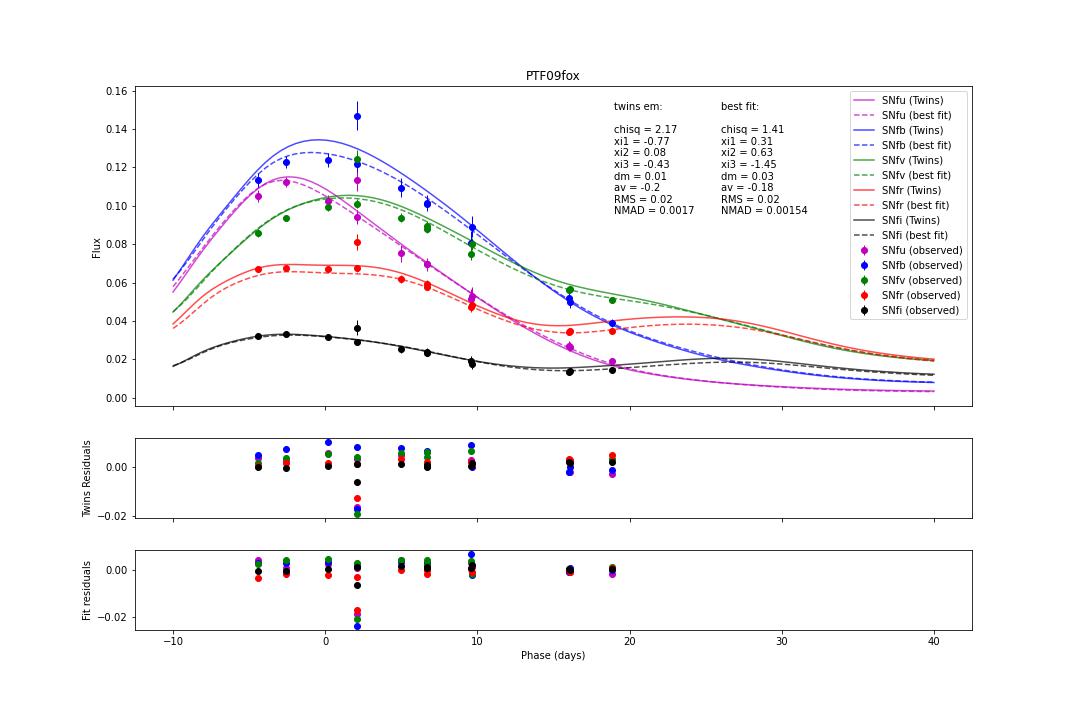 PTF09fox
0.16
0.14
0.12
0.10
0.08
0.06
0.04
0.02
0.00
Flux
twins em:
chisq = 2.17
xi1 = -0.77
xi2 = 0.08
xi3 = -0.43
dm = 0.01
av = -0.2
RMS = 0.02
NMAD = 0.0017
best fit:
chisq = 1.41
xi1 = 0.31
xi2 = 0.63
xi3 = -1.45
dm = 0.03
av = -0.18
RMS = 0.02
NMAD = 0.00154
SNfu (Twins)
SNfu (best fit)
SNfb (Twins)
SNfb (best fit)
SNfv (Twins)
SNfv (best fit)
SNfr (Twins)
SNfr (best fit)
SNfi (Twins)
SNfi (best fit)
SNfu (observed)
SNfb (observed)
SNfv (observed)
SNfr (observed)
SNfi (observed)
0.00
−0.02
Twins Residuals
0.00
−0.02
Fit residuals
−10
0
10
20
30
40
Phase (days)